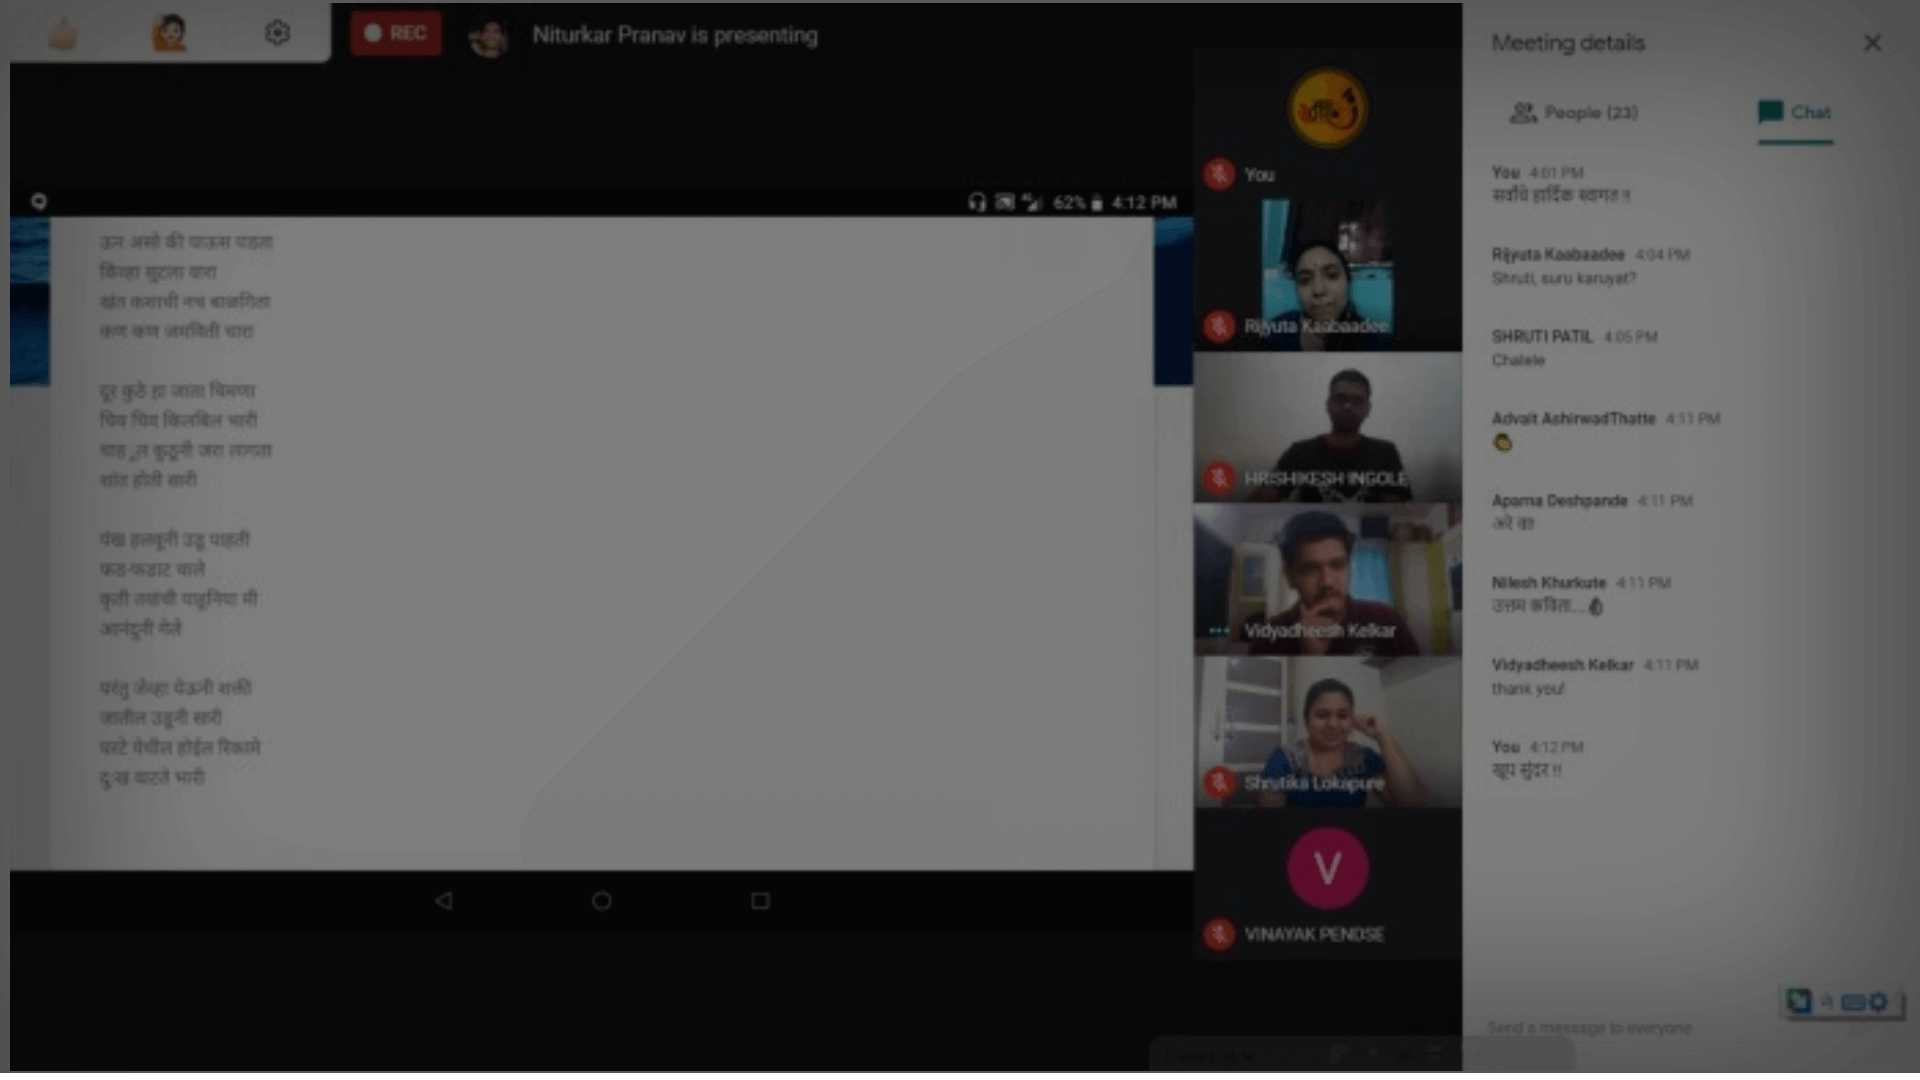 REC
Niturkar Pranav is presenting
62% 4:12 PM
ऊन असो की पाऊस पडता
किंव्हा सुटला वारा
खंत कशाची नच बाळगिता
कण कण जमविती चारा
दूर कुठे हा जाता चिमणा
चिव चिव किलबिल भारी
चाहूल कुठूनी जरा लागता
शांत होती सारी
पंख हलवूनी उडू पाहती
फड-फडाट चाले
कृती तयांची पाहूनिया मी
आनंदुनी गेले
परंतु जेव्हा येऊनी शक्ती
जातील उडूनी सारी
घरटे येथील होईल रिकामे
दुःख वाटते भारी
You
Rijyuta Kaabaadee
HRISHIKESH INGOLE
Vidyadheesh Kelkar
Shrutika Lokapure
V
VINAYAK PENDSE
Meeting details
People (23)
Chat
You 4:01 PM
सर्वांचे हार्दिक स्वागत !!
Rijyuta Kaabaadee 4:04 PM
Shruti, suru karuyat?
SHRUTI PATIL 4:05 PM
Chalele
Advait AshirwadThatte 4:11 PM
Aparna Deshpande 4:11 PM
अरे वा!
Nilesh Khurkute 4:11 PM
उत्तम कविता....
Vidyadheesh Kelkar 4:11 PM
thank you!
You 4:12 PM
खूप सुंदर !!
Send a message to everyone